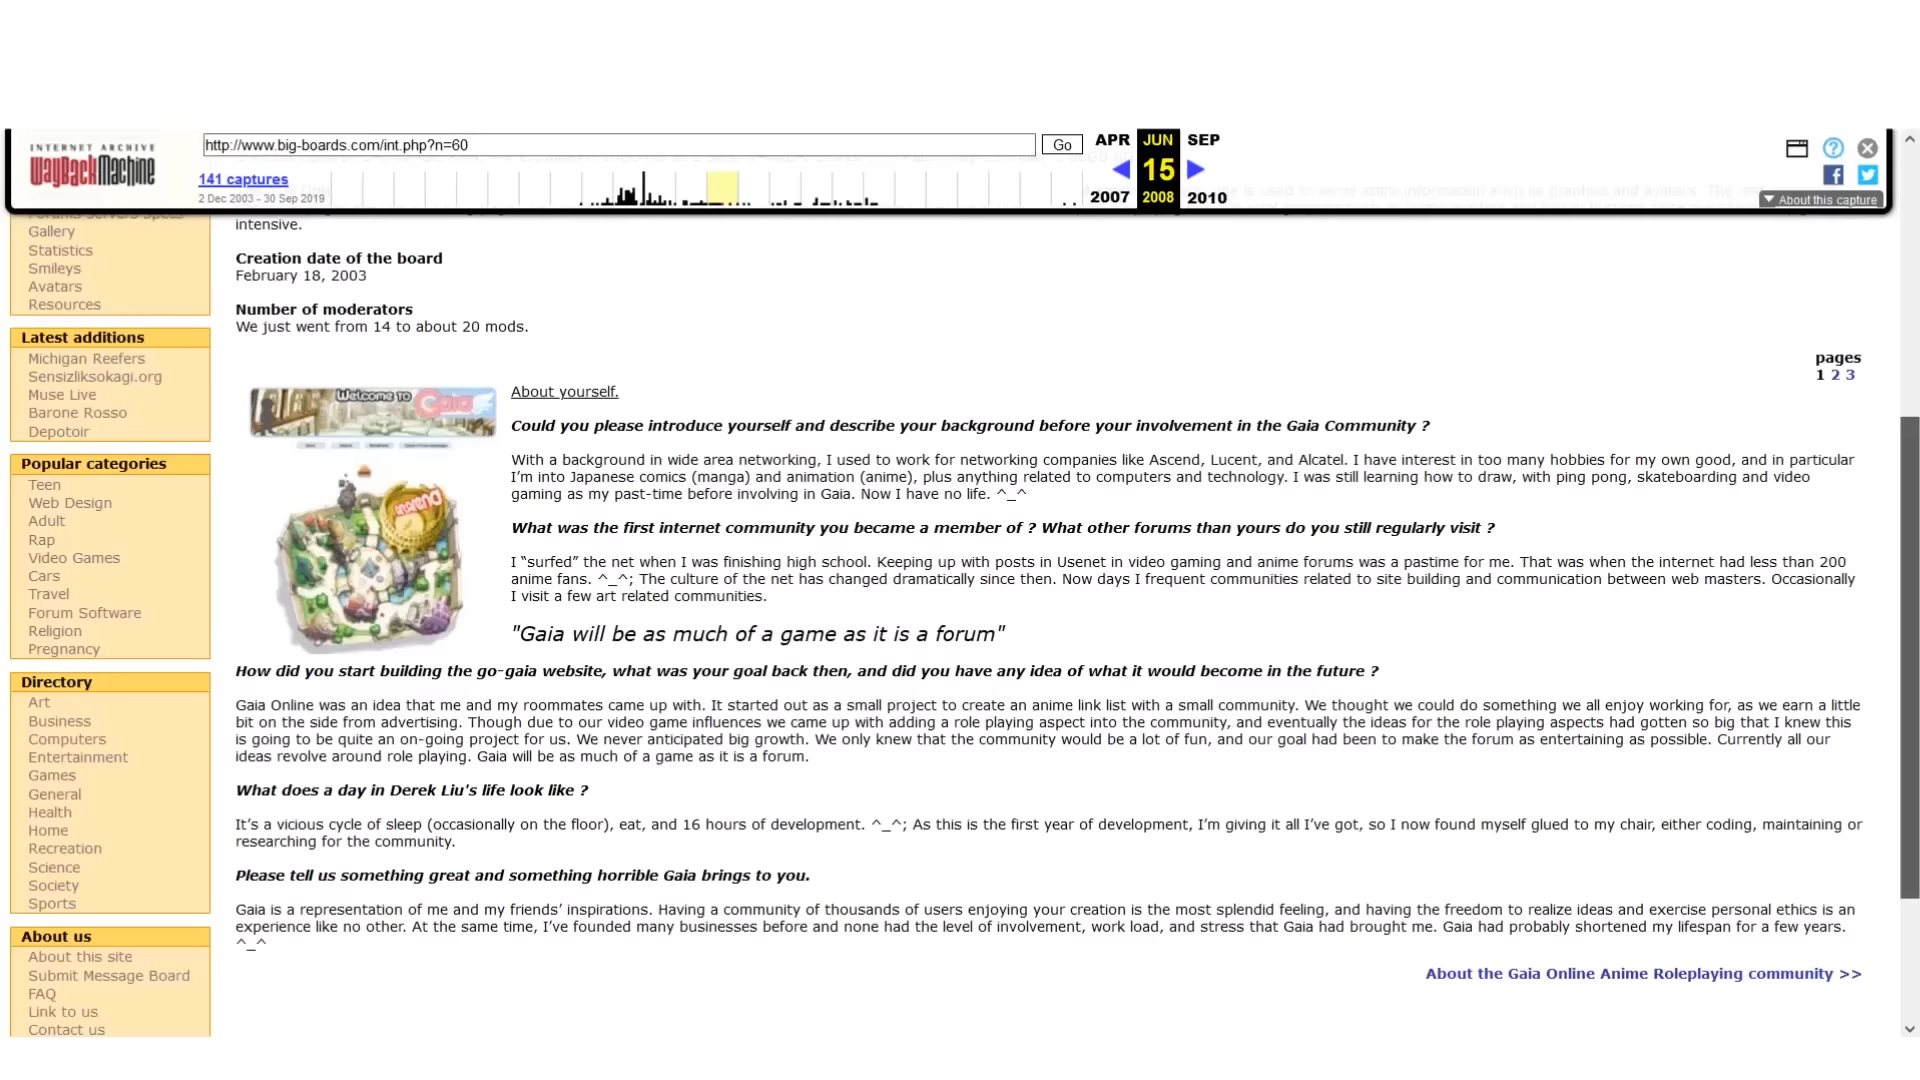 INTERNET ARCHIVE
WayBackMachine
http://www.big-boards.com/int.php?n=60
Go
APR JUN SEP
15
2007 2008 2010
141 captures
2 Dec 2003 - 30 Sep 2019
About this capture
Gallery
Statistics
Smileys
Avatars
Resources
Latest additions
Michigan Reefers
Sensizliksokagi.org
Muse Live
Barone Rosso
Depotoir
Popular categories
Teen
Web Design
Adult
Rap
Video Games
Cars
Travel
Forum Software
Religion
Pregnancy
Directory
Art
Business
Computers
Entertainment
Games
General
Health
Home
Recreation
Science
Society
Sports
About us
About this site
Submit Message Board
FAQ
Link to us
Contact us
intensive.
Creation date of the board
February 18, 2003
Number of moderators
We just went from 14 to about 20 mods.
pages
1 2 3
Welcome to Gaia
About yourself.
Could you please introduce yourself and describe your background before your involvement in the Gaia Community ?
With a background in wide area networking, I used to work for networking companies like Ascend, Lucent, and Alcatel. I have interest in too many hobbies for my own good, and in particular
I’m into Japanese comics (manga) and animation (anime), plus anything related to computers and technology. I was still learning how to draw, with ping pong, skateboarding and video
gaming as my past-time before involving in Gaia. Now I have no life. ^_^
What was the first internet community you became a member of ? What other forums than yours do you still regularly visit ?
I “surfed” the net when I was finishing high school. Keeping up with posts in Usenet in video gaming and anime forums was a pastime for me. That was when the internet had less than 200
anime fans. ^_^; The culture of the net has changed dramatically since then. Now days I frequent communities related to site building and communication between web masters. Occasionally
I visit a few art related communities.
"Gaia will be as much of a game as it is a forum"
How did you start building the go-gaia website, what was your goal back then, and did you have any idea of what it would become in the future ?
Gaia Online was an idea that me and my roommates came up with. It started out as a small project to create an anime link list with a small community. We thought we could do something we all enjoy working for, as we earn a little
bit on the side from advertising. Though due to our video game influences we came up with adding a role playing aspect into the community, and eventually the ideas for the role playing aspects had gotten so big that I knew this
is going to be quite an on-going project for us. We never anticipated big growth. We only knew that the community would be a lot of fun, and our goal had been to make the forum as entertaining as possible. Currently all our
ideas revolve around role playing. Gaia will be as much of a game as it is a forum.
What does a day in Derek Liu's life look like ?
It’s a vicious cycle of sleep (occasionally on the floor), eat, and 16 hours of development. ^_^; As this is the first year of development, I’m giving it all I’ve got, so I now found myself glued to my chair, either coding, maintaining or
researching for the community.
Please tell us something great and something horrible Gaia brings to you.
Gaia is a representation of me and my friends’ inspirations. Having a community of thousands of users enjoying your creation is the most splendid feeling, and having the freedom to realize ideas and exercise personal ethics is an
experience like no other. At the same time, I’ve founded many businesses before and none had the level of involvement, work load, and stress that Gaia had brought me. Gaia had probably shortened my lifespan for a few years.
^_^
About the Gaia Online Anime Roleplaying community >>